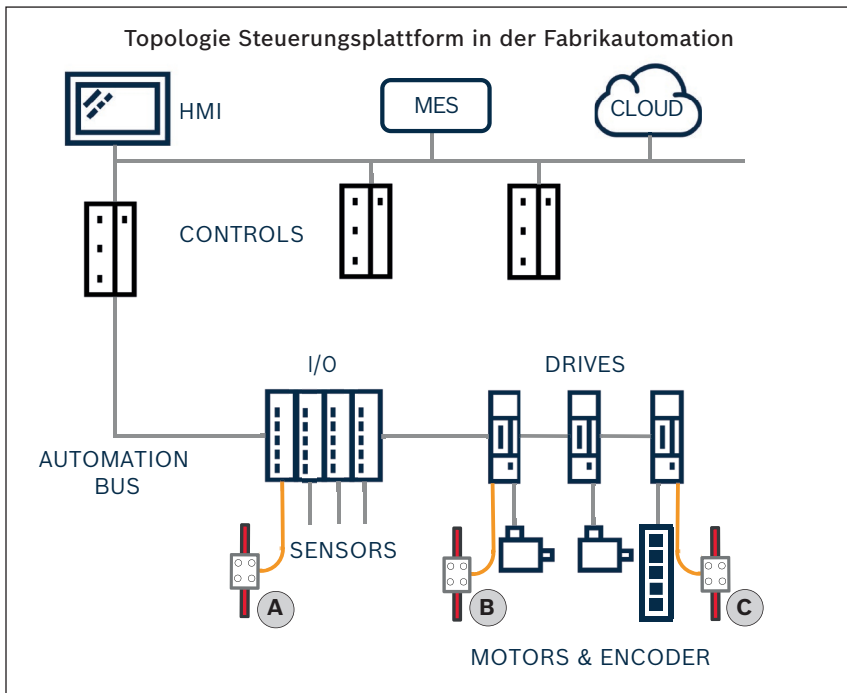 Topologie Steuerungsplattform in der Fabrikautomation
HMI
MES
CLOUD
CONTROLS
I/O
DRIVES
AUTOMATION
BUS
SENSORS
A
B
C
MOTORS & ENCODER